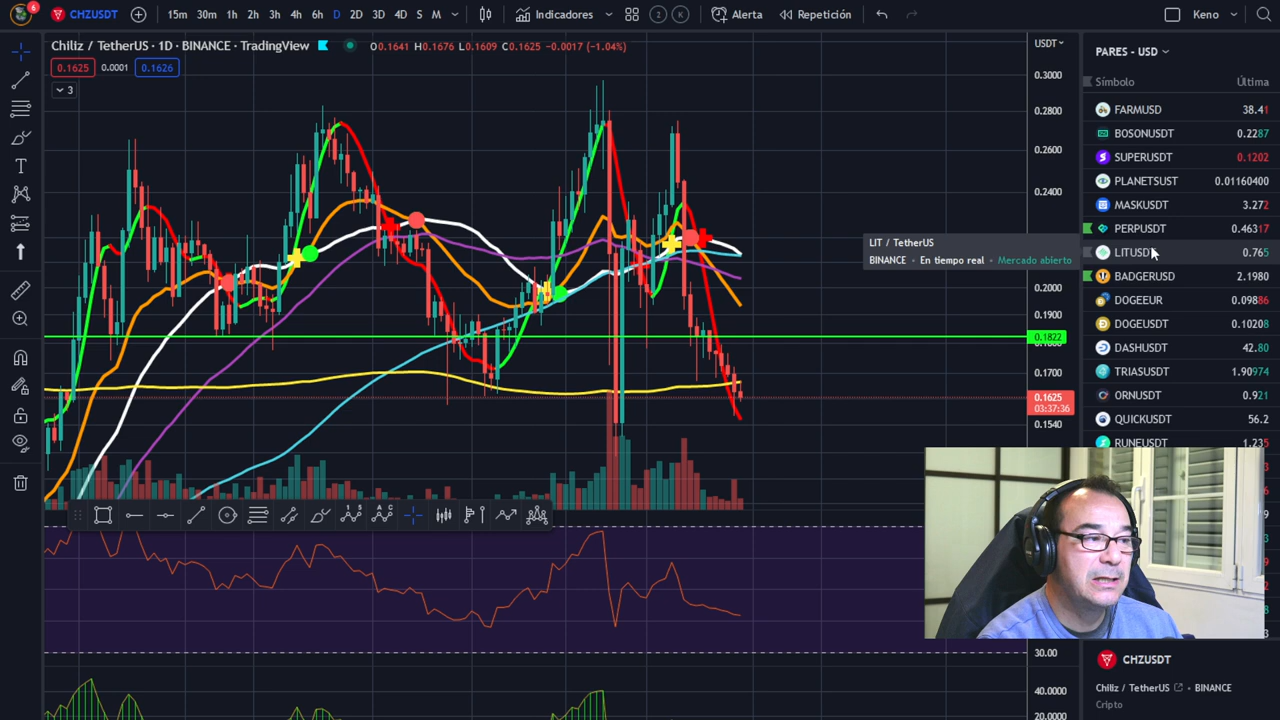 6
CHZUSDT
15m 30m 1h 2h 3h 4h 6h D 2D 3D 4D S M
Indicadores
2 K
Alerta
Repetición
Keno
Chiliz / TetherUS · 1D · BINANCE · TradingView
O0.1641 H0.1676 L0.1609 C0.1625 −0.0017 (−1.04%)
0.1625 0.0001 0.1626
3
USDT
0.3000
0.2800
0.2600
0.2400
0.2000
0.1900
0.1822
0.1700
0.1625
03:37:36
0.1540
30.00
40.0000
20.0000
LIT / TetherUS
BINANCE • En tiempo real • Mercado abierto
PARES - USD
Símbolo Última
FARMUSD 38.41
BOSONUSDT 0.2287
SUPERUSDT 0.1202
PLANETSUST 0.01160400
MASKUSDT 3.272
PERPUSDT 0.46317
LITUSD 0.765
BADGERUSD 2.1980
DOGEEUR 0.09886
DOGEUSDT 0.10208
DASHUSDT 42.80
TRIASUSDT 1.90974
ORNUSDT 0.921
QUICKUSDT 56.2
RUNEUSDT 1.235
CHZUSDT
Chiliz / TetherUS • BINANCE
Cripto